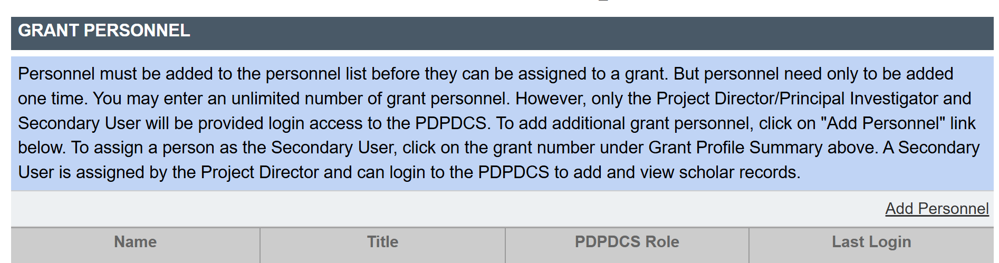 GRANT PERSONNEL
Personnel must be added to the personnel list before they can be assigned to a grant. But personnel need only to be added
one time. You may enter an unlimited number of grant personnel. However, only the Project Director/Principal Investigator and
Secondary User will be provided login access to the PDPDCS. To add additional grant personnel, click on "Add Personnel" link
below. To assign a person as the Secondary User, click on the grant number under Grant Profile Summary above. A Secondary
User is assigned by the Project Director and can login to the PDPDCS to add and view scholar records.
Add Personnel
Name Title PDPDCS Role Last Login